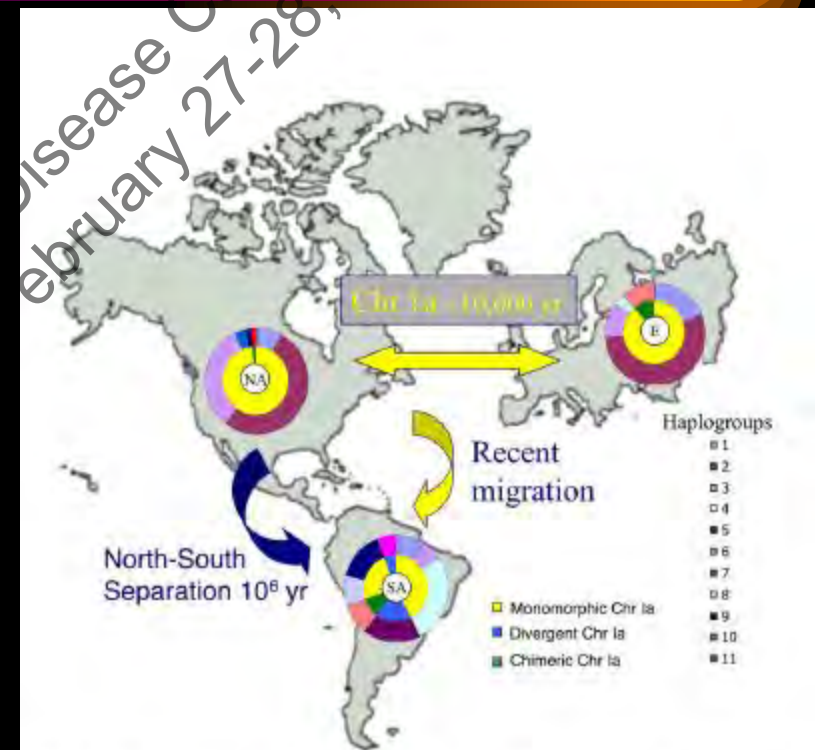 Disease
ebruary 27-28,
Chr Ia ~10,000 yr
NA
E
Recent
migration
North-South
Separation 10⁶ yr
SA
Monomorphic Chr Ia
Divergent Chr Ia
Chimeric Chr Ia
Haplogroups
1
2
3
4
5
6
7
8
9
10
11